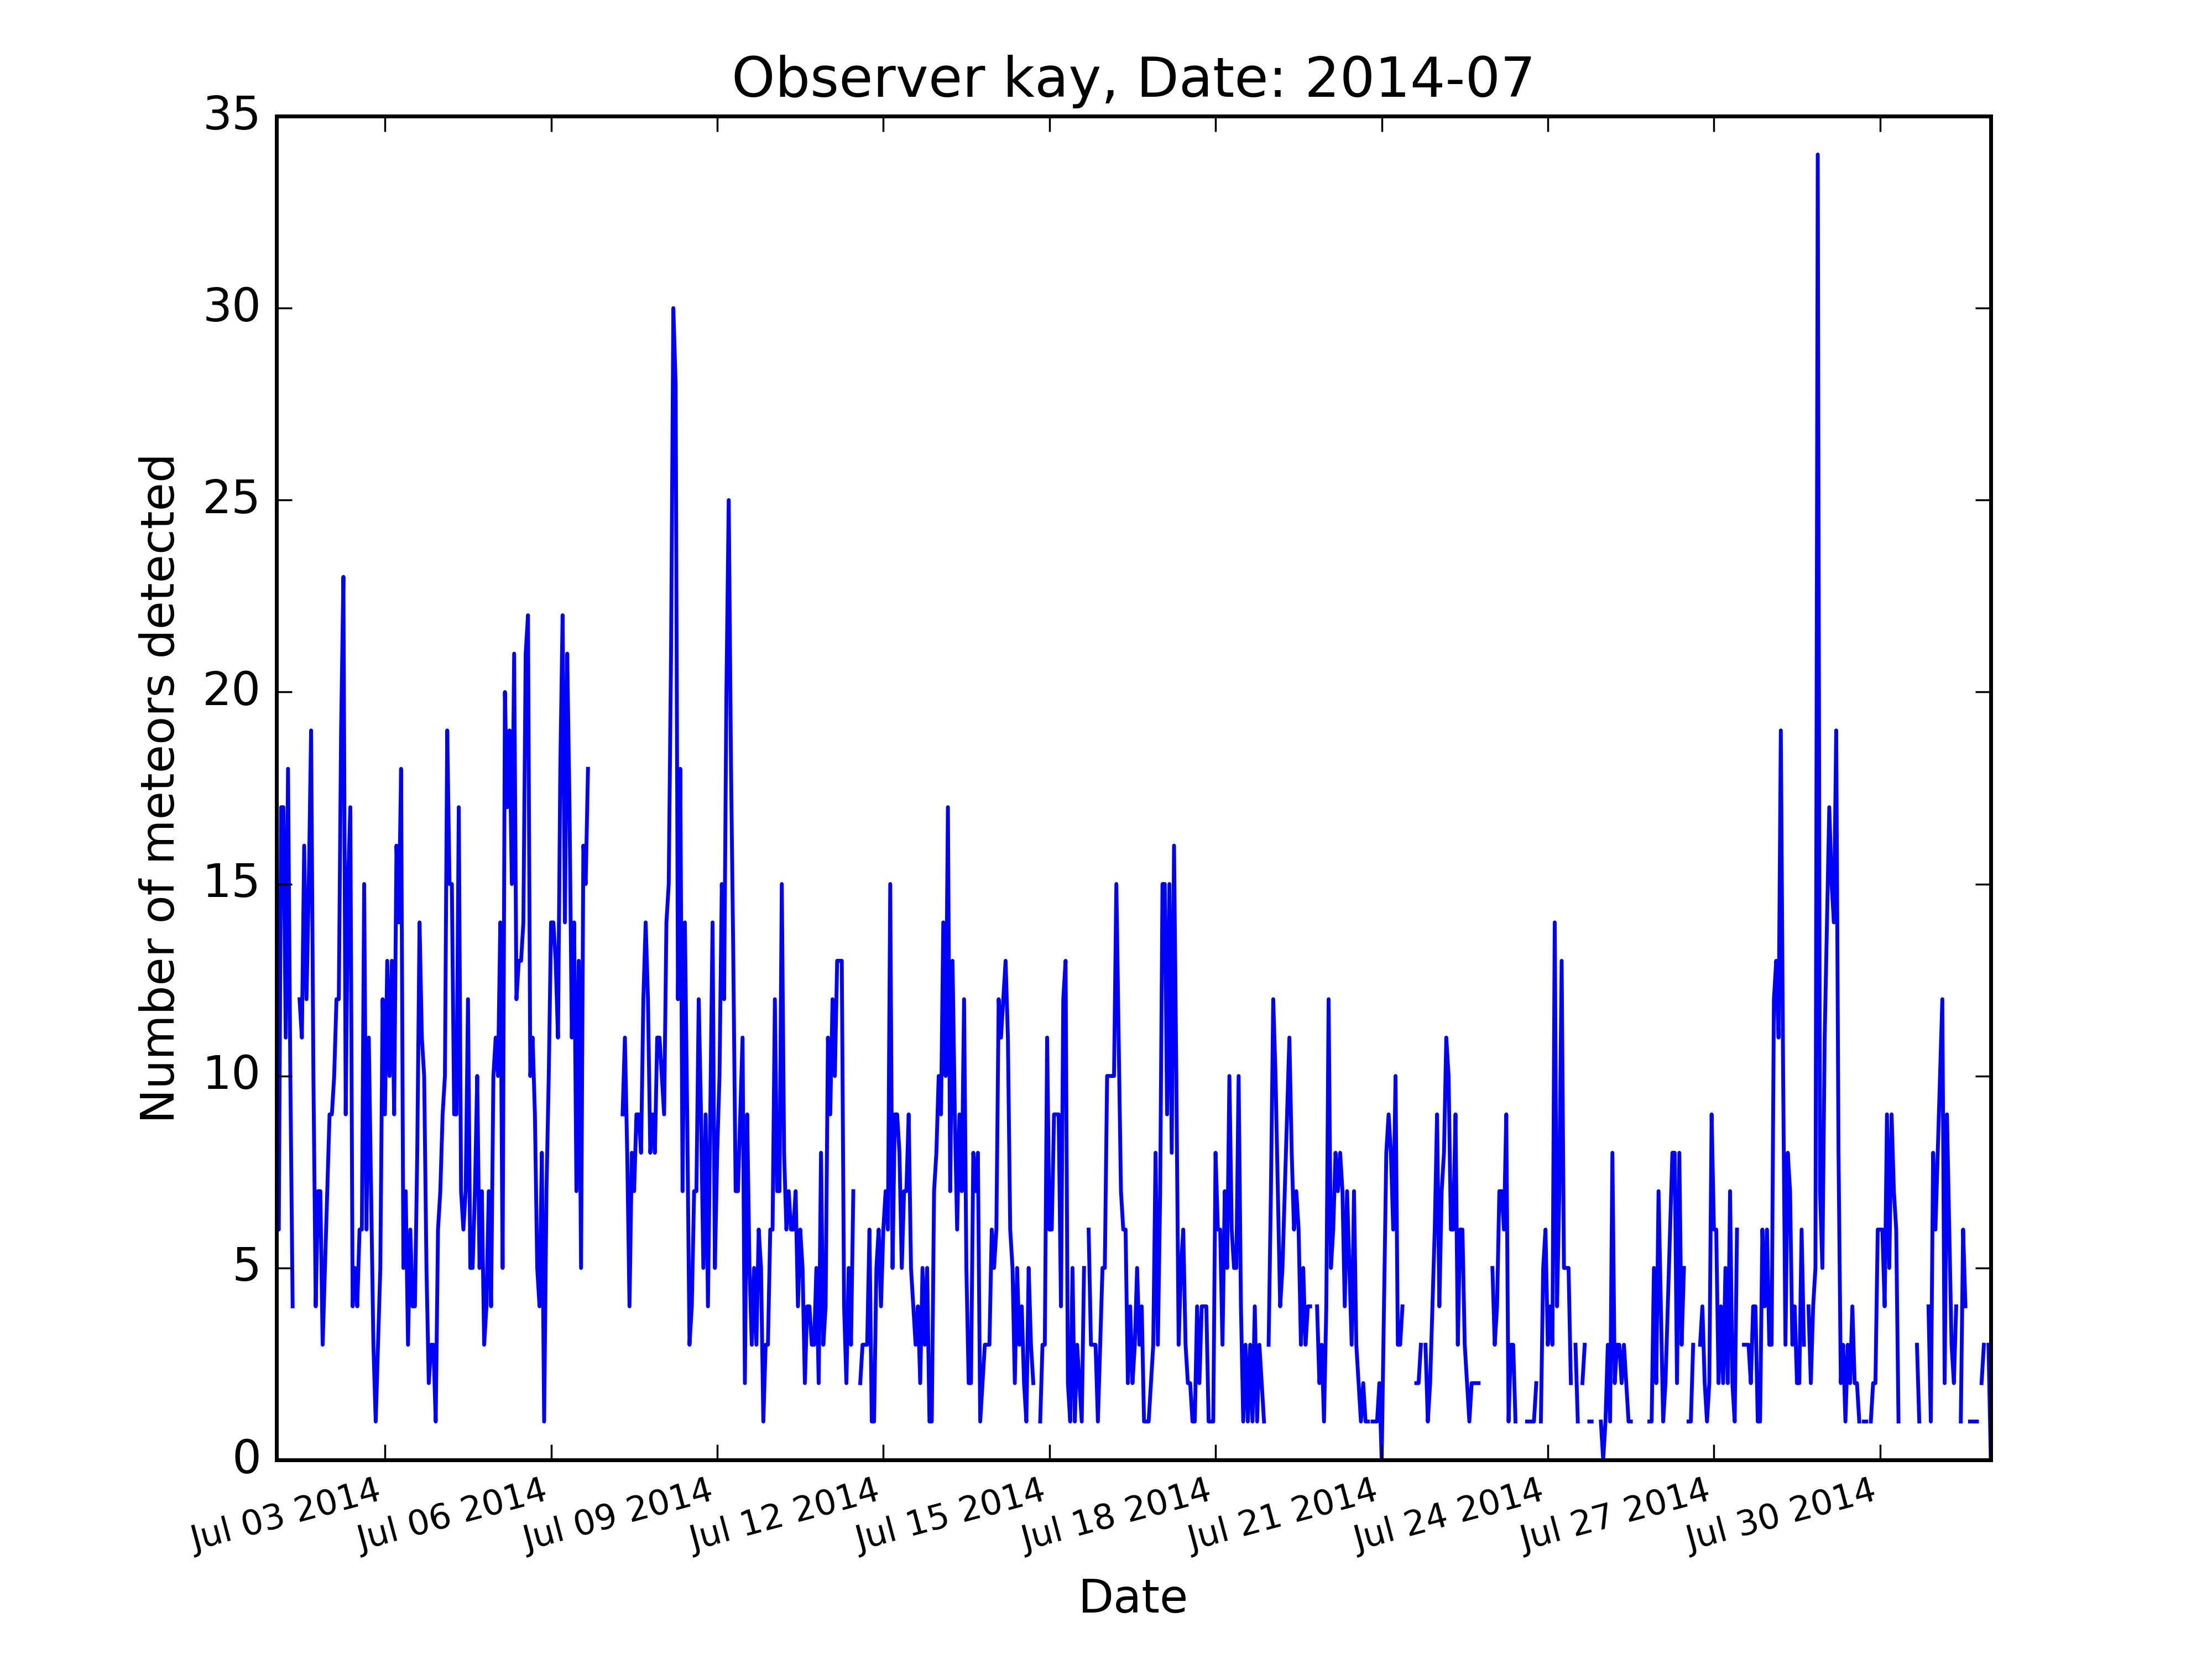 Observer kay, Date: 2014-07
35
30
25
20
15
10
5
0
Number of meteors detected
Jul 03 2014
Jul 06 2014
Jul 09 2014
Jul 12 2014
Jul 15 2014
Jul 18 2014
Jul 21 2014
Jul 24 2014
Jul 27 2014
Jul 30 2014
Date